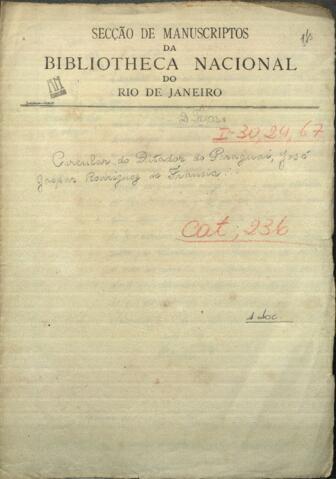 SECÇÃO DE MANUSCRIPTOS
DA
BIBLIOTHECA NACIONAL
DO
RIO DE JANEIRO
I-30,24,67
Circular do Ditador do Paraguai, José
Gaspar Rodriguez de Francia.
Cat; 236
1 doc.